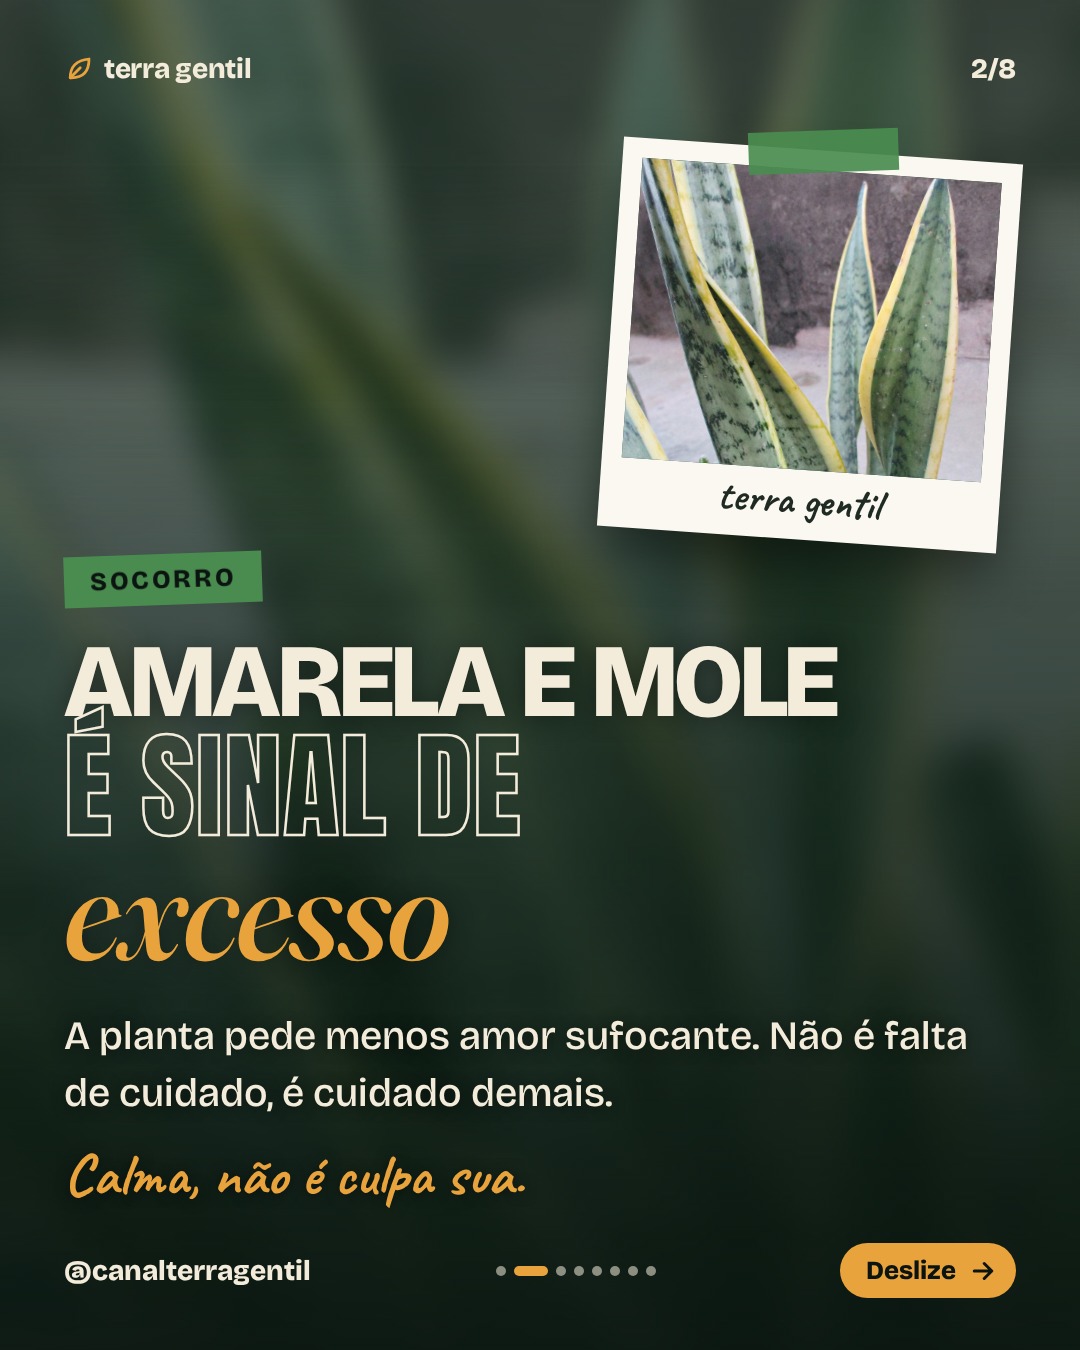 terra gentil
2/8
terra gentil
SOCORRO
AMARELA E MOLE
É SINAL DE
excesso
A planta pede menos amor sufocante. Não é falta
de cuidado, é cuidado demais.
Calma, não é culpa sua.
@canalterragentil
Deslize →